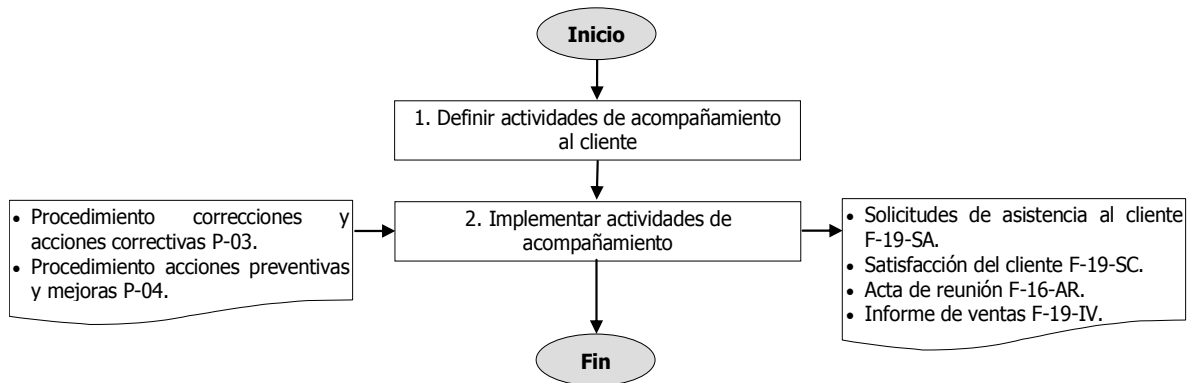 Inicio
1. Definir actividades de acompañamiento
al cliente
• Procedimiento correcciones y
acciones correctivas P-03.
• Procedimiento acciones preventivas
y mejoras P-04.
2. Implementar actividades de
acompañamiento
• Solicitudes de asistencia al cliente
F-19-SA.
• Satisfacción del cliente F-19-SC.
• Acta de reunión F-16-AR.
• Informe de ventas F-19-IV.
Fin